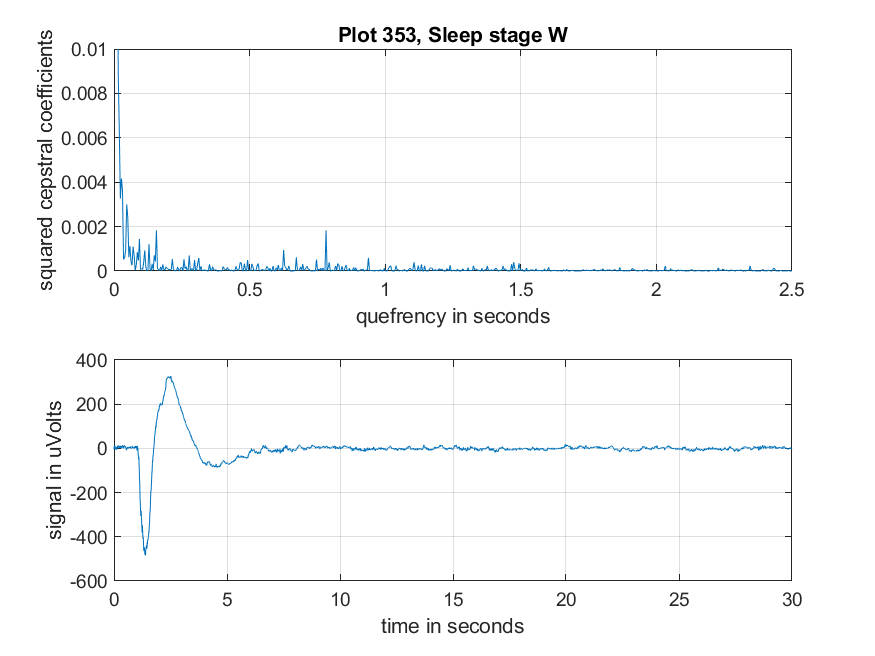 Plot 353, Sleep stage W
squared cepstral coefficients
0.01
0.008
0.006
0.004
0.002
0
0 0.5 1 1.5 2 2.5
quefrency in seconds
signal in uVolts
400
200
0
-200
-400
-600
0 5 10 15 20 25 30
time in seconds